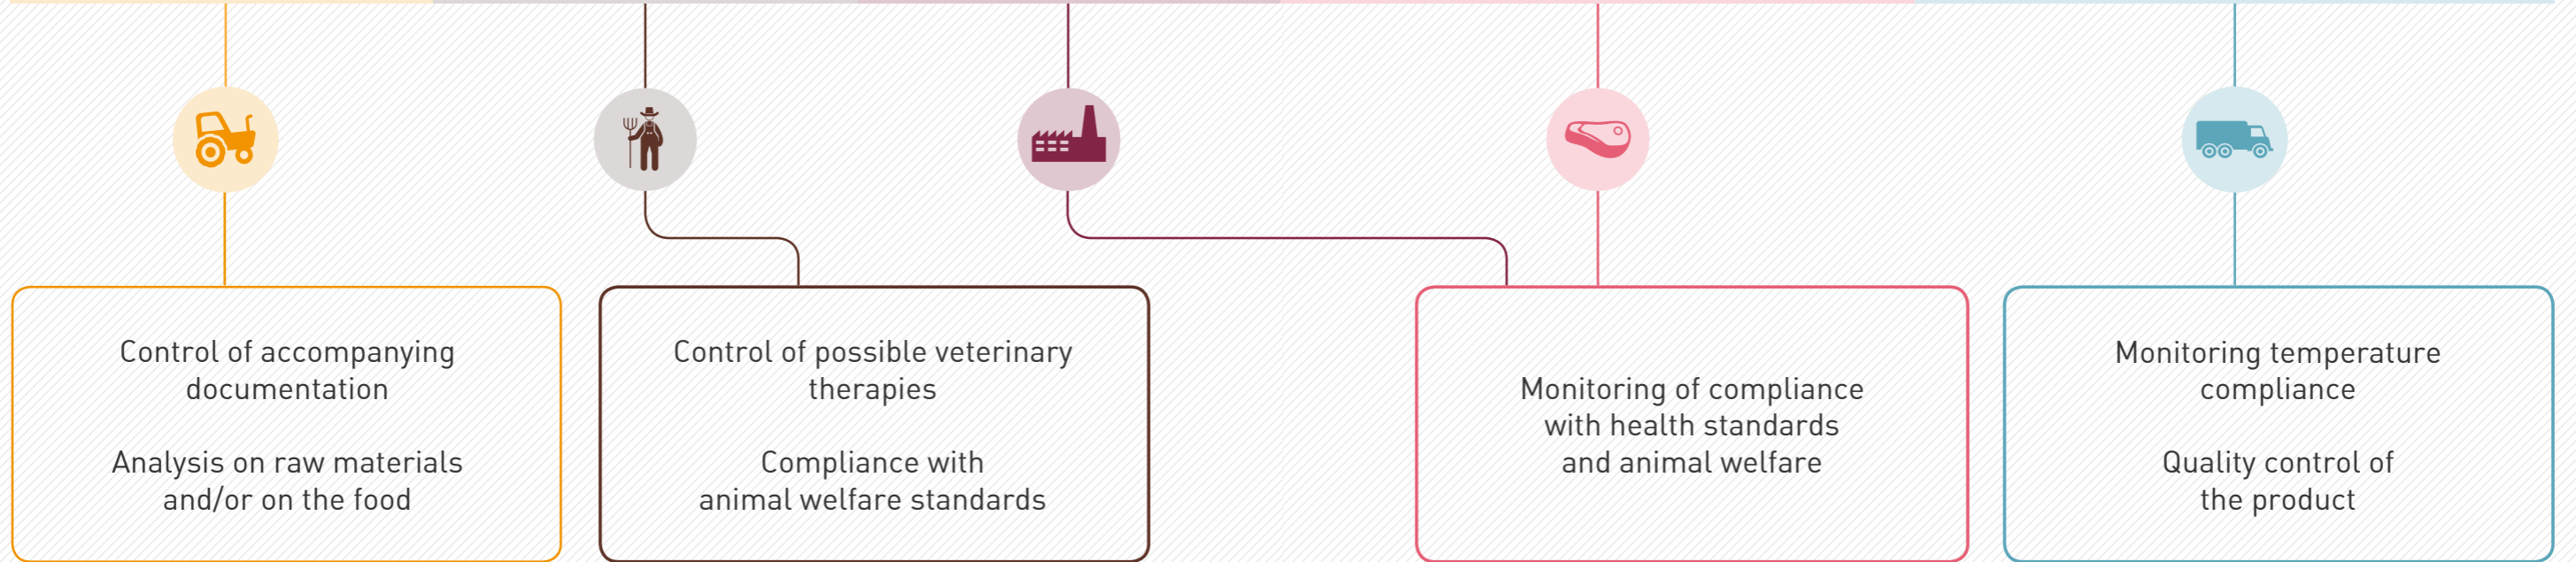 Control of accompanying
documentation
Analysis on raw materials
and/or on the food
Control of possible veterinary
therapies
Compliance with
animal welfare standards
Monitoring of compliance
with health standards
and animal welfare
Monitoring temperature
compliance
Quality control of
the product